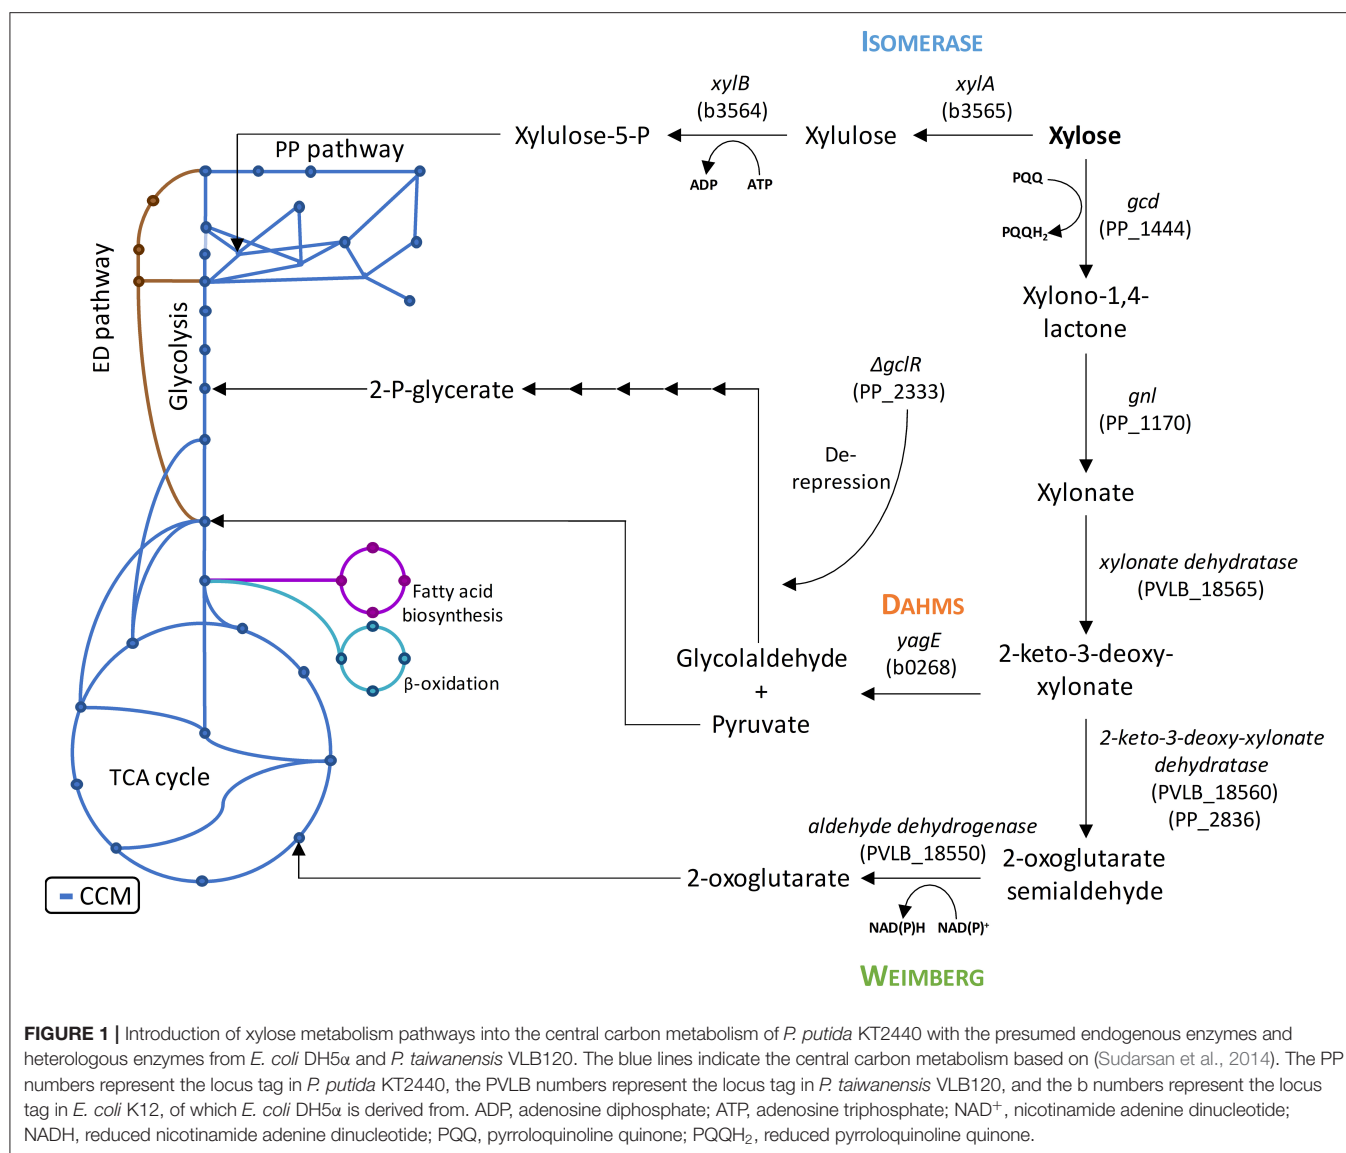 ISOMERASE
xylB
(b3564)
xylA
(b3565)
Xylulose-5-P
Xylulose
Xylose
ADP
ATP
PP pathway
PQQ
PQQH₂
gcd
(PP_1444)
ED pathway
Glycolysis
Xylono-1,4-
lactone
2-P-glycerate
ΔgclR
(PP_2333)
gnl
(PP_1170)
De-
repression
Xylonate
xylonate dehydratase
(PVLB_18565)
Fatty acid
biosynthesis
β-oxidation
DAHMS
yagE
(b0268)
Glycolaldehyde
+
Pyruvate
2-keto-3-deoxy-
xylonate
2-keto-3-deoxy-xylonate
dehydratase
(PVLB_18560)
(PP_2836)
TCA cycle
aldehyde dehydrogenase
(PVLB_18550)
2-oxoglutarate
2-oxoglutarate
semialdehyde
NAD(P)H
NAD(P)⁺
CCM
WEIMBERG
FIGURE 1 | Introduction of xylose metabolism pathways into the central carbon metabolism of P. putida KT2440 with the presumed endogenous enzymes and
heterologous enzymes from E. coli DH5α and P. taiwanensis VLB120. The blue lines indicate the central carbon metabolism based on (Sudarsan et al., 2014). The PP
numbers represent the locus tag in P. putida KT2440, the PVLB numbers represent the locus tag in P. taiwanensis VLB120, and the b numbers represent the locus
tag in E. coli K12, of which E. coli DH5α is derived from. ADP, adenosine diphosphate; ATP, adenosine triphosphate; NAD⁺, nicotinamide adenine dinucleotide;
NADH, reduced nicotinamide adenine dinucleotide; PQQ, pyrroloquinoline quinone; PQQH₂, reduced pyrroloquinoline quinone.